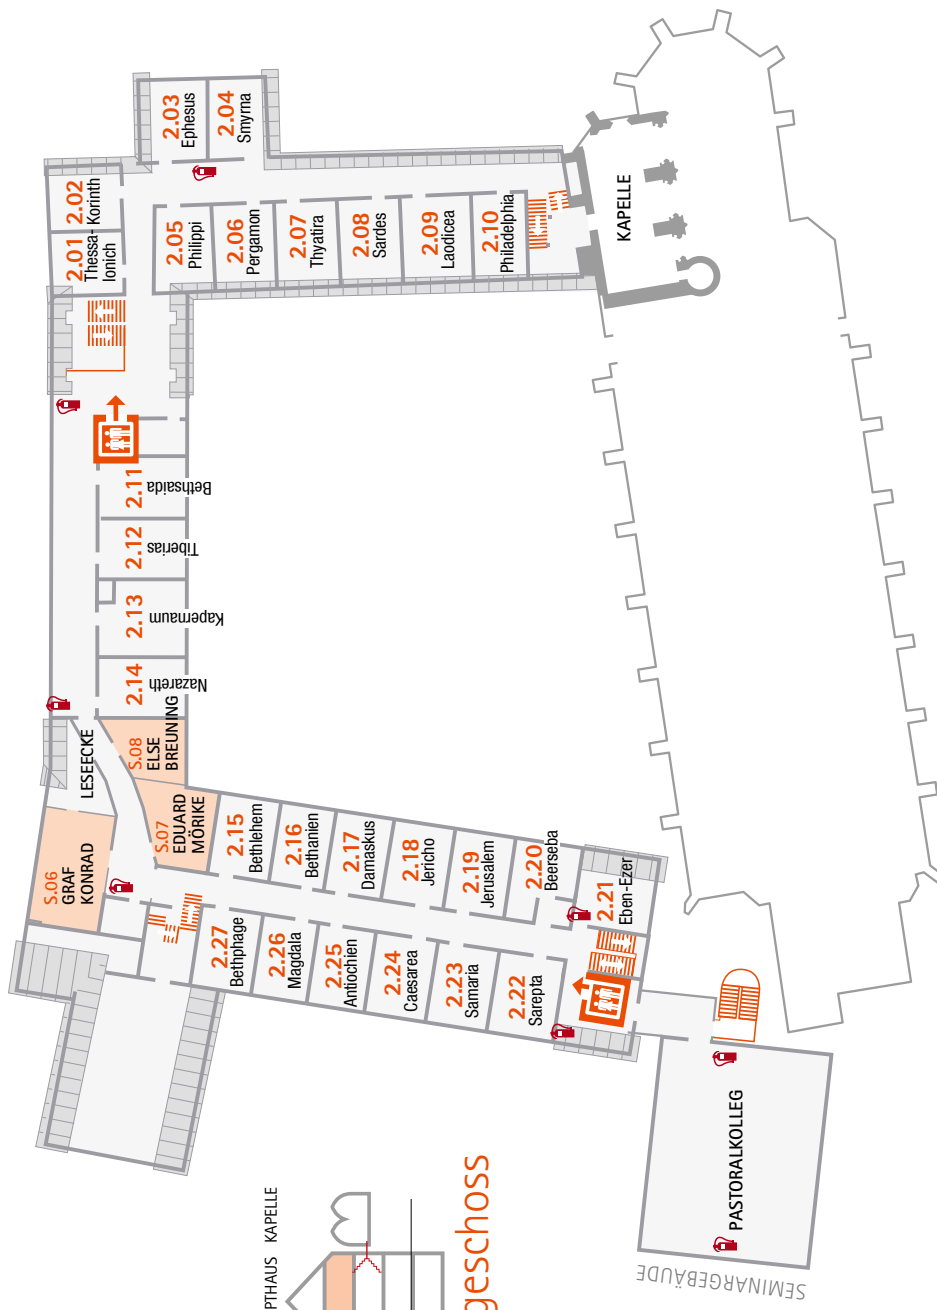 2.03
Ephesus
2.04
Smyrna
2.02
Korinth
2.01
Thessa-
Ionich
2.05
Philippi
2.06
Pergamon
2.07
Thyatira
2.08
Sardes
2.09
Laodicea
2.10
Philadelphia
KAPELLE
2.11
Bethsaida
2.12
Tiberias
2.13
Kapernaum
2.14
Nazareth
LESEECKE
S.08
ELSE
BREUNING
S.07
EDUARD
MÖRIKE
S.06
GRAF
KONRAD
2.15
Bethlehem
2.16
Bethanien
2.17
Damaskus
2.18
Jericho
2.19
Jerusalem
2.20
Beerseba
2.21
Eben-Ezer
2.27
Bethphage
2.26
Magdala
2.25
Antiochien
2.24
Caesarea
2.23
Samaria
2.22
Sarepta
PASTORALKOLLEG
SEMINARGEBÄUDE
PTHAUS KAPELLE
geschoss